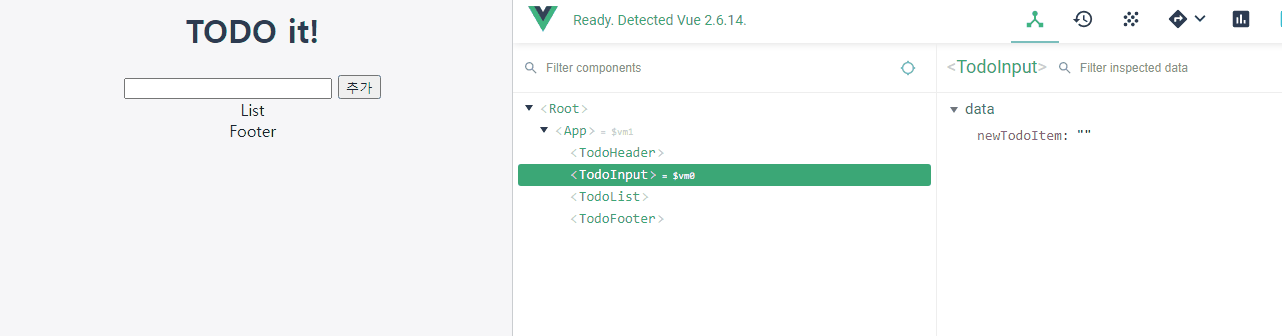 TODO it!
추가
List
Footer
Ready. Detected Vue 2.6.14.
Filter components
<Root>
<App> = $vm1
<TodoHeader>
<TodoInput> = $vm0
<TodoList>
<TodoFooter>
<TodoInput>
Filter inspected data
data
newTodoItem: ""